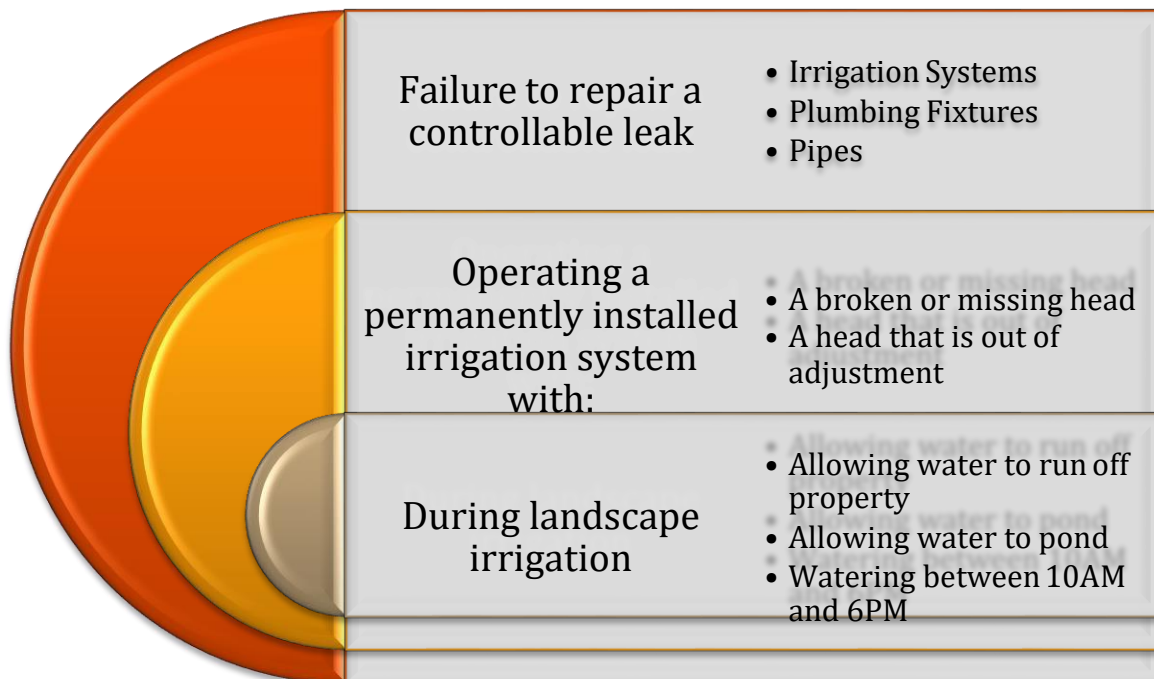 Failure to repair a
controllable leak
• Irrigation Systems
• Plumbing Fixtures
• Pipes
Operating a
permanently installed
irrigation system
with:
• A broken or missing head
• A head that is out of
adjustment
During landscape
irrigation
• Allowing water to run off
property
• Allowing water to pond
• Watering between 10AM
and 6PM